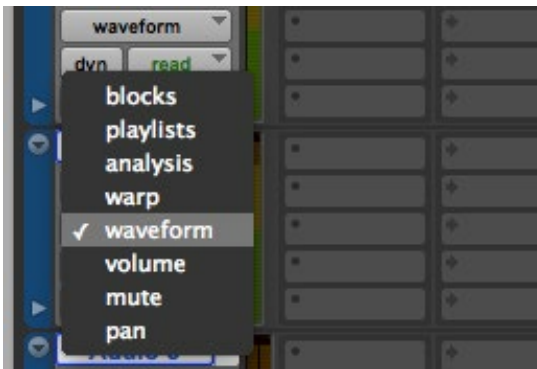 waveform
dyn read
blocks
playlists
analysis
warp
✓ waveform
volume
mute
pan